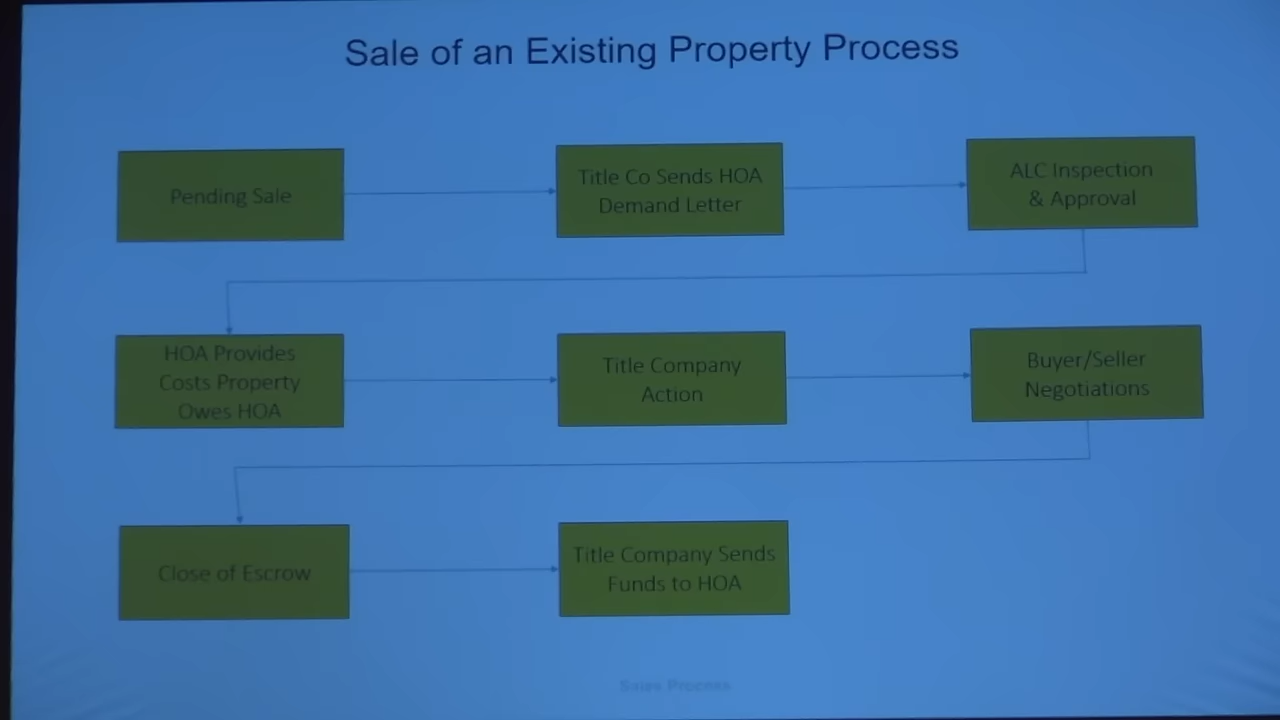 Sale of an Existing Property Process
Pending Sale
Title Co Sends HOA
Demand Letter
ALC Inspection
& Approval
HOA Provides
Costs Property
Owes HOA
Title Company
Action
Buyer/Seller
Negotiations
Close of Escrow
Title Company Sends
Funds to HOA
Sales Process